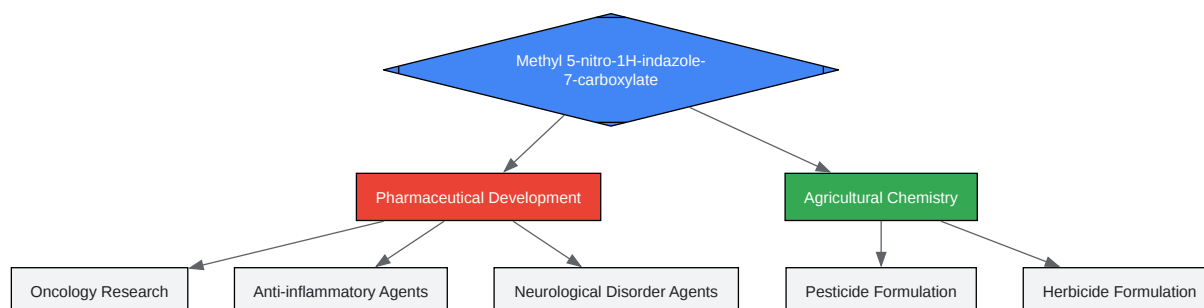 Methyl 5-nitro-1H-indazole-
7-carboxylate
Pharmaceutical Development
Agricultural Chemistry
Oncology Research
Anti-inflammatory Agents
Neurological Disorder Agents
Pesticide Formulation
Herbicide Formulation